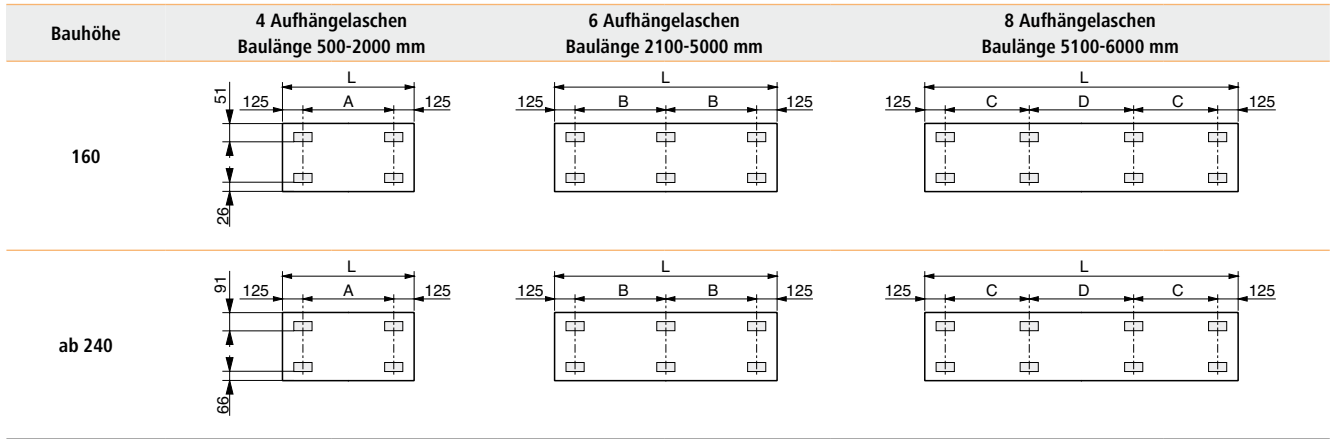 Bauhöhe
4 Aufhängelaschen
Baulänge 500-2000 mm
6 Aufhängelaschen
Baulänge 2100-5000 mm
8 Aufhängelaschen
Baulänge 5100-6000 mm
160
L
51
125
A
125
26
L
125
B
B
125
L
125
C
D
C
125
ab 240
L
91
125
A
125
66
L
125
B
B
125
L
125
C
D
C
125